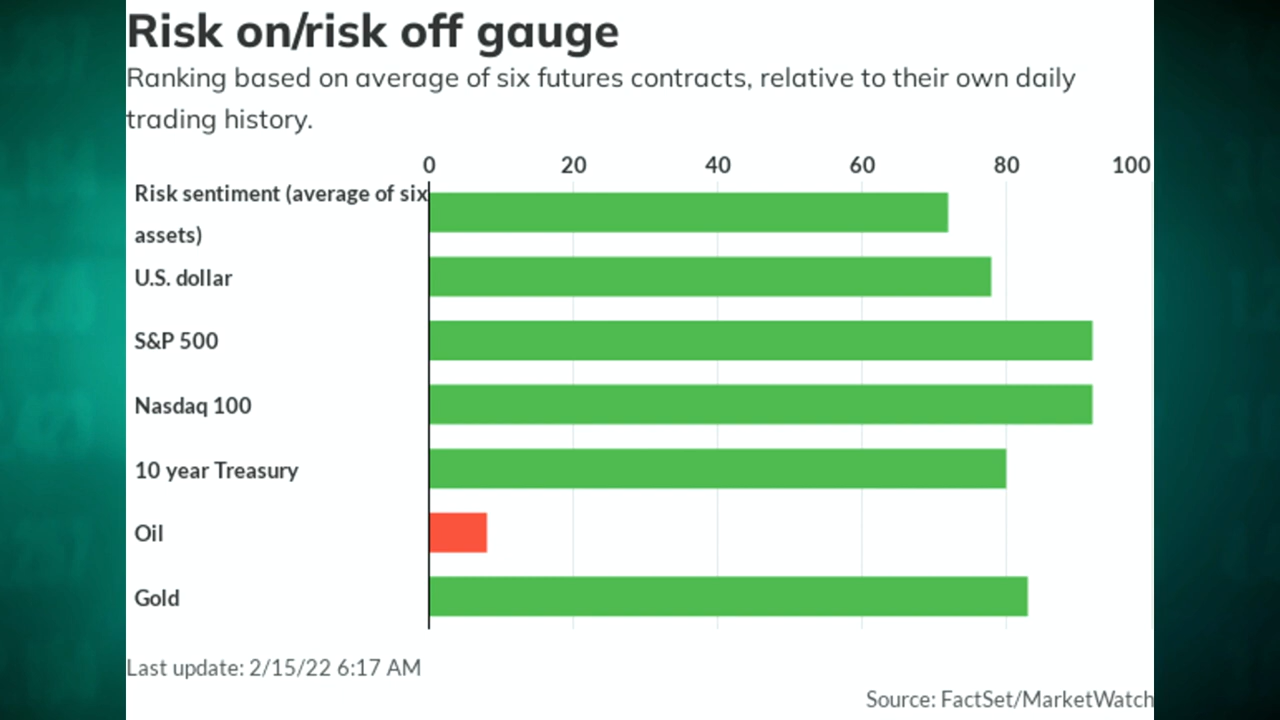 Risk on/risk off gauge
Ranking based on average of six futures contracts, relative to their own daily
trading history.
0 20 40 60 80 100
Risk sentiment (average of six
assets)
U.S. dollar
S&P 500
Nasdaq 100
10 year Treasury
Oil
Gold
Last update: 2/15/22 6:17 AM
Source: FactSet/MarketWatch